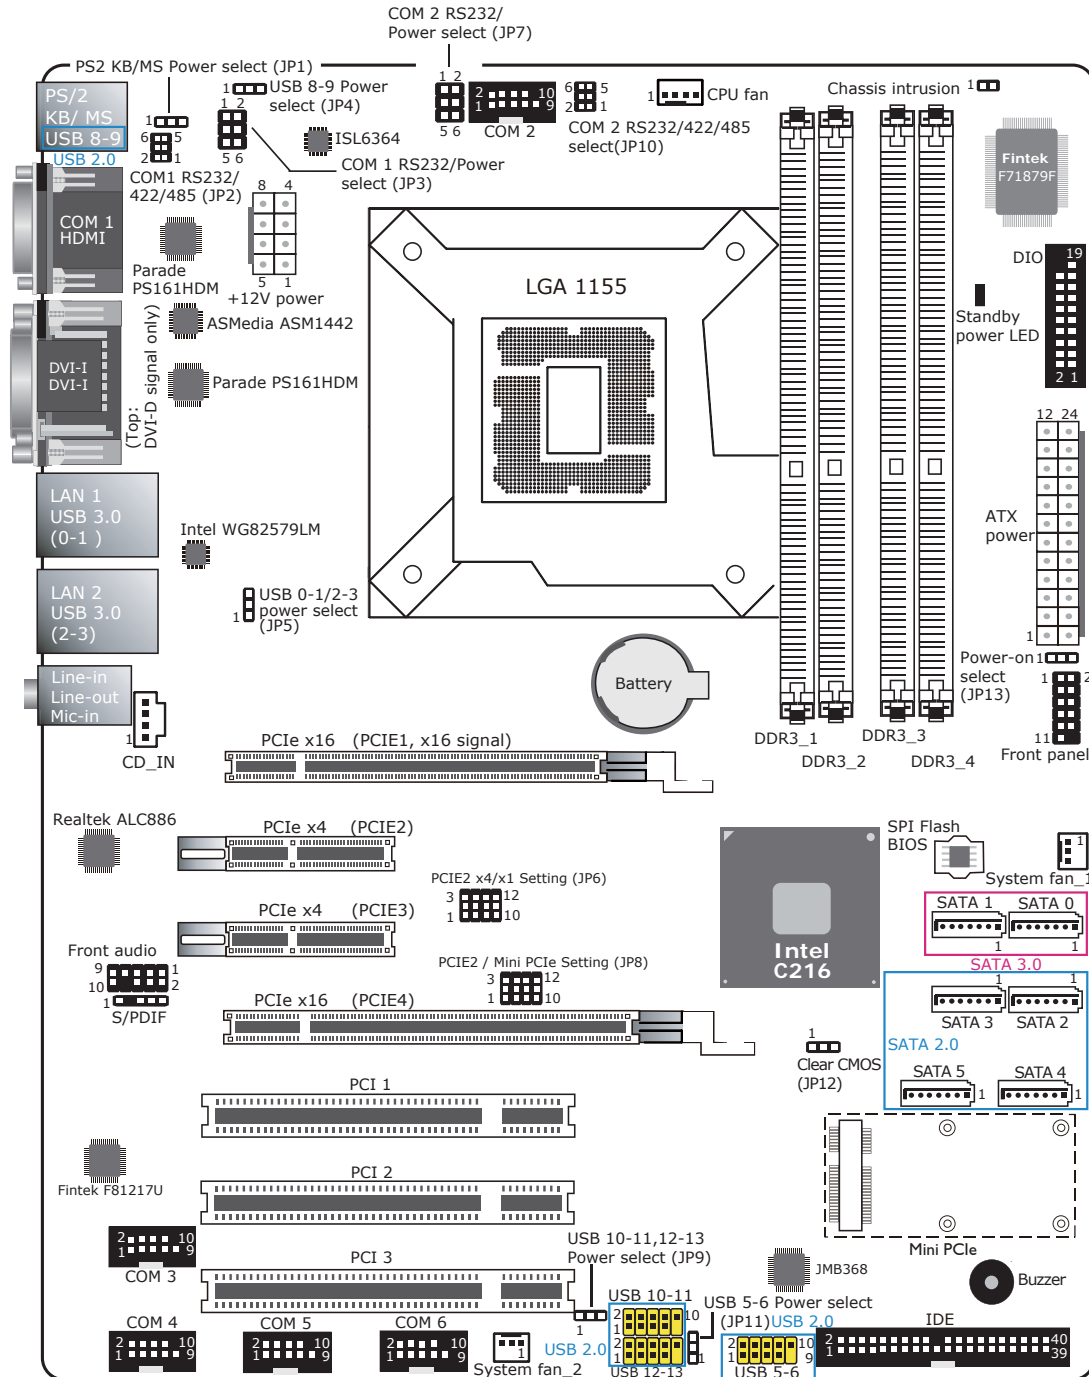 COM 2 RS232/
Power select (JP7)
PS2 KB/MS Power select (JP1)
PS/2
KB/ MS
USB 8-9
USB 2.0
1
6 5
2 1
COM1 RS232/
422/485 (JP2)
1
USB 8-9 Power
select (JP4)
1 2
5 6
ISL6364
COM 1 RS232/Power
select (JP3)
1 2
5 6
2 10
1 9
COM 2
6 5
2 1
COM 2 RS232/422/485
select(JP10)
1
CPU fan
Chassis intrusion
1
Fintek
F71879F
COM 1
HDMI
Parade
PS161HDM
8 4
5 1
+12V power
ASMedia ASM1442
Parade PS161HDM
DVI-I
DVI-I
(Top:
DVI-D signal only)
LGA 1155
DIO
19
2 1
Standby
power LED
12 24
ATX
power
1
LAN 1
USB 3.0
(0-1 )
Intel WG82579LM
LAN 2
USB 3.0
(2-3)
1
USB 0-1/2-3
power select
(JP5)
Line-in
Line-out
Mic-in
1
CD_IN
Battery
Power-on
select
(JP13)
1
1 2
11
Front panel
DDR3_1
DDR3_2
DDR3_3
DDR3_4
PCIe x16 (PCIE1, x16 signal)
Realtek ALC886
PCIe x4 (PCIE2)
PCIE2 x4/x1 Setting (JP6)
3 12
1 10
PCIe x4 (PCIE3)
Front audio
9 1
10 2
1
S/PDIF
PCIE2 / Mini PCIe Setting (JP8)
3 12
1 10
PCIe x16 (PCIE4)
Intel
C216
SPI Flash
BIOS
1
System fan_1
SATA 1 SATA 0
1 1
SATA 3.0
1 1
SATA 3 SATA 2
SATA 2.0
SATA 5 SATA 4
1 1
1
Clear CMOS
(JP12)
PCI 1
Fintek F81217U
PCI 2
PCI 3
Mini PCIe
JMB368
Buzzer
2 10
1 9
COM 3
COM 4
2 10
1 9
COM 5
2 10
1 9
COM 6
2 10
1 9
1
System fan_2
USB 10-11,12-13
Power select (JP9)
1
USB 2.0
USB 10-11
2 10
1
2
1
USB 12-13
1
USB 5-6 Power select
(JP11)
USB 2.0
2 10
1 9
USB 5-6
IDE
2 40
1 39